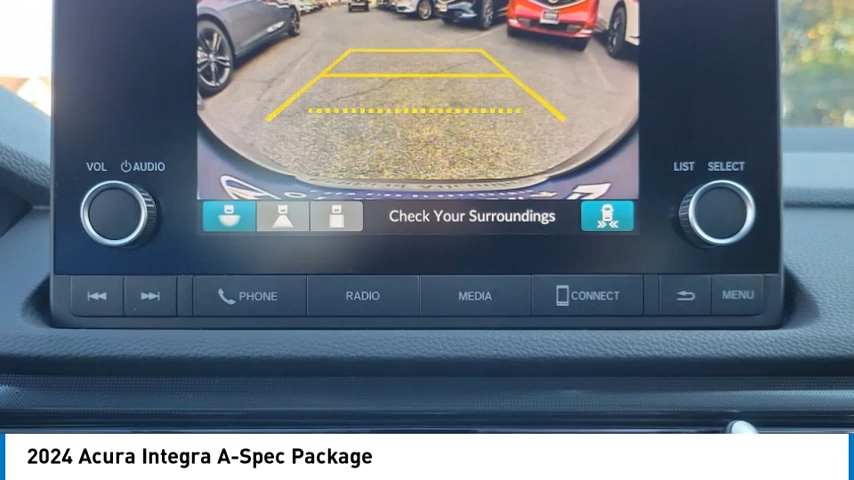 VOL AUDIO
LIST SELECT
Check Your Surroundings
PHONE RADIO MEDIA CONNECT MENU
2024 Acura Integra A-Spec Package